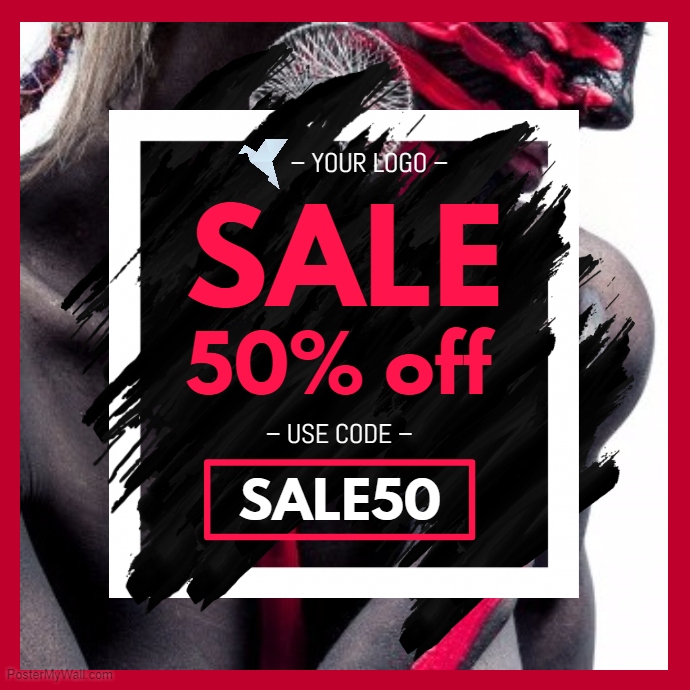 – YOUR LOGO –
SALE
50% off
– USE CODE –
SALE50
PosterMyWall.com